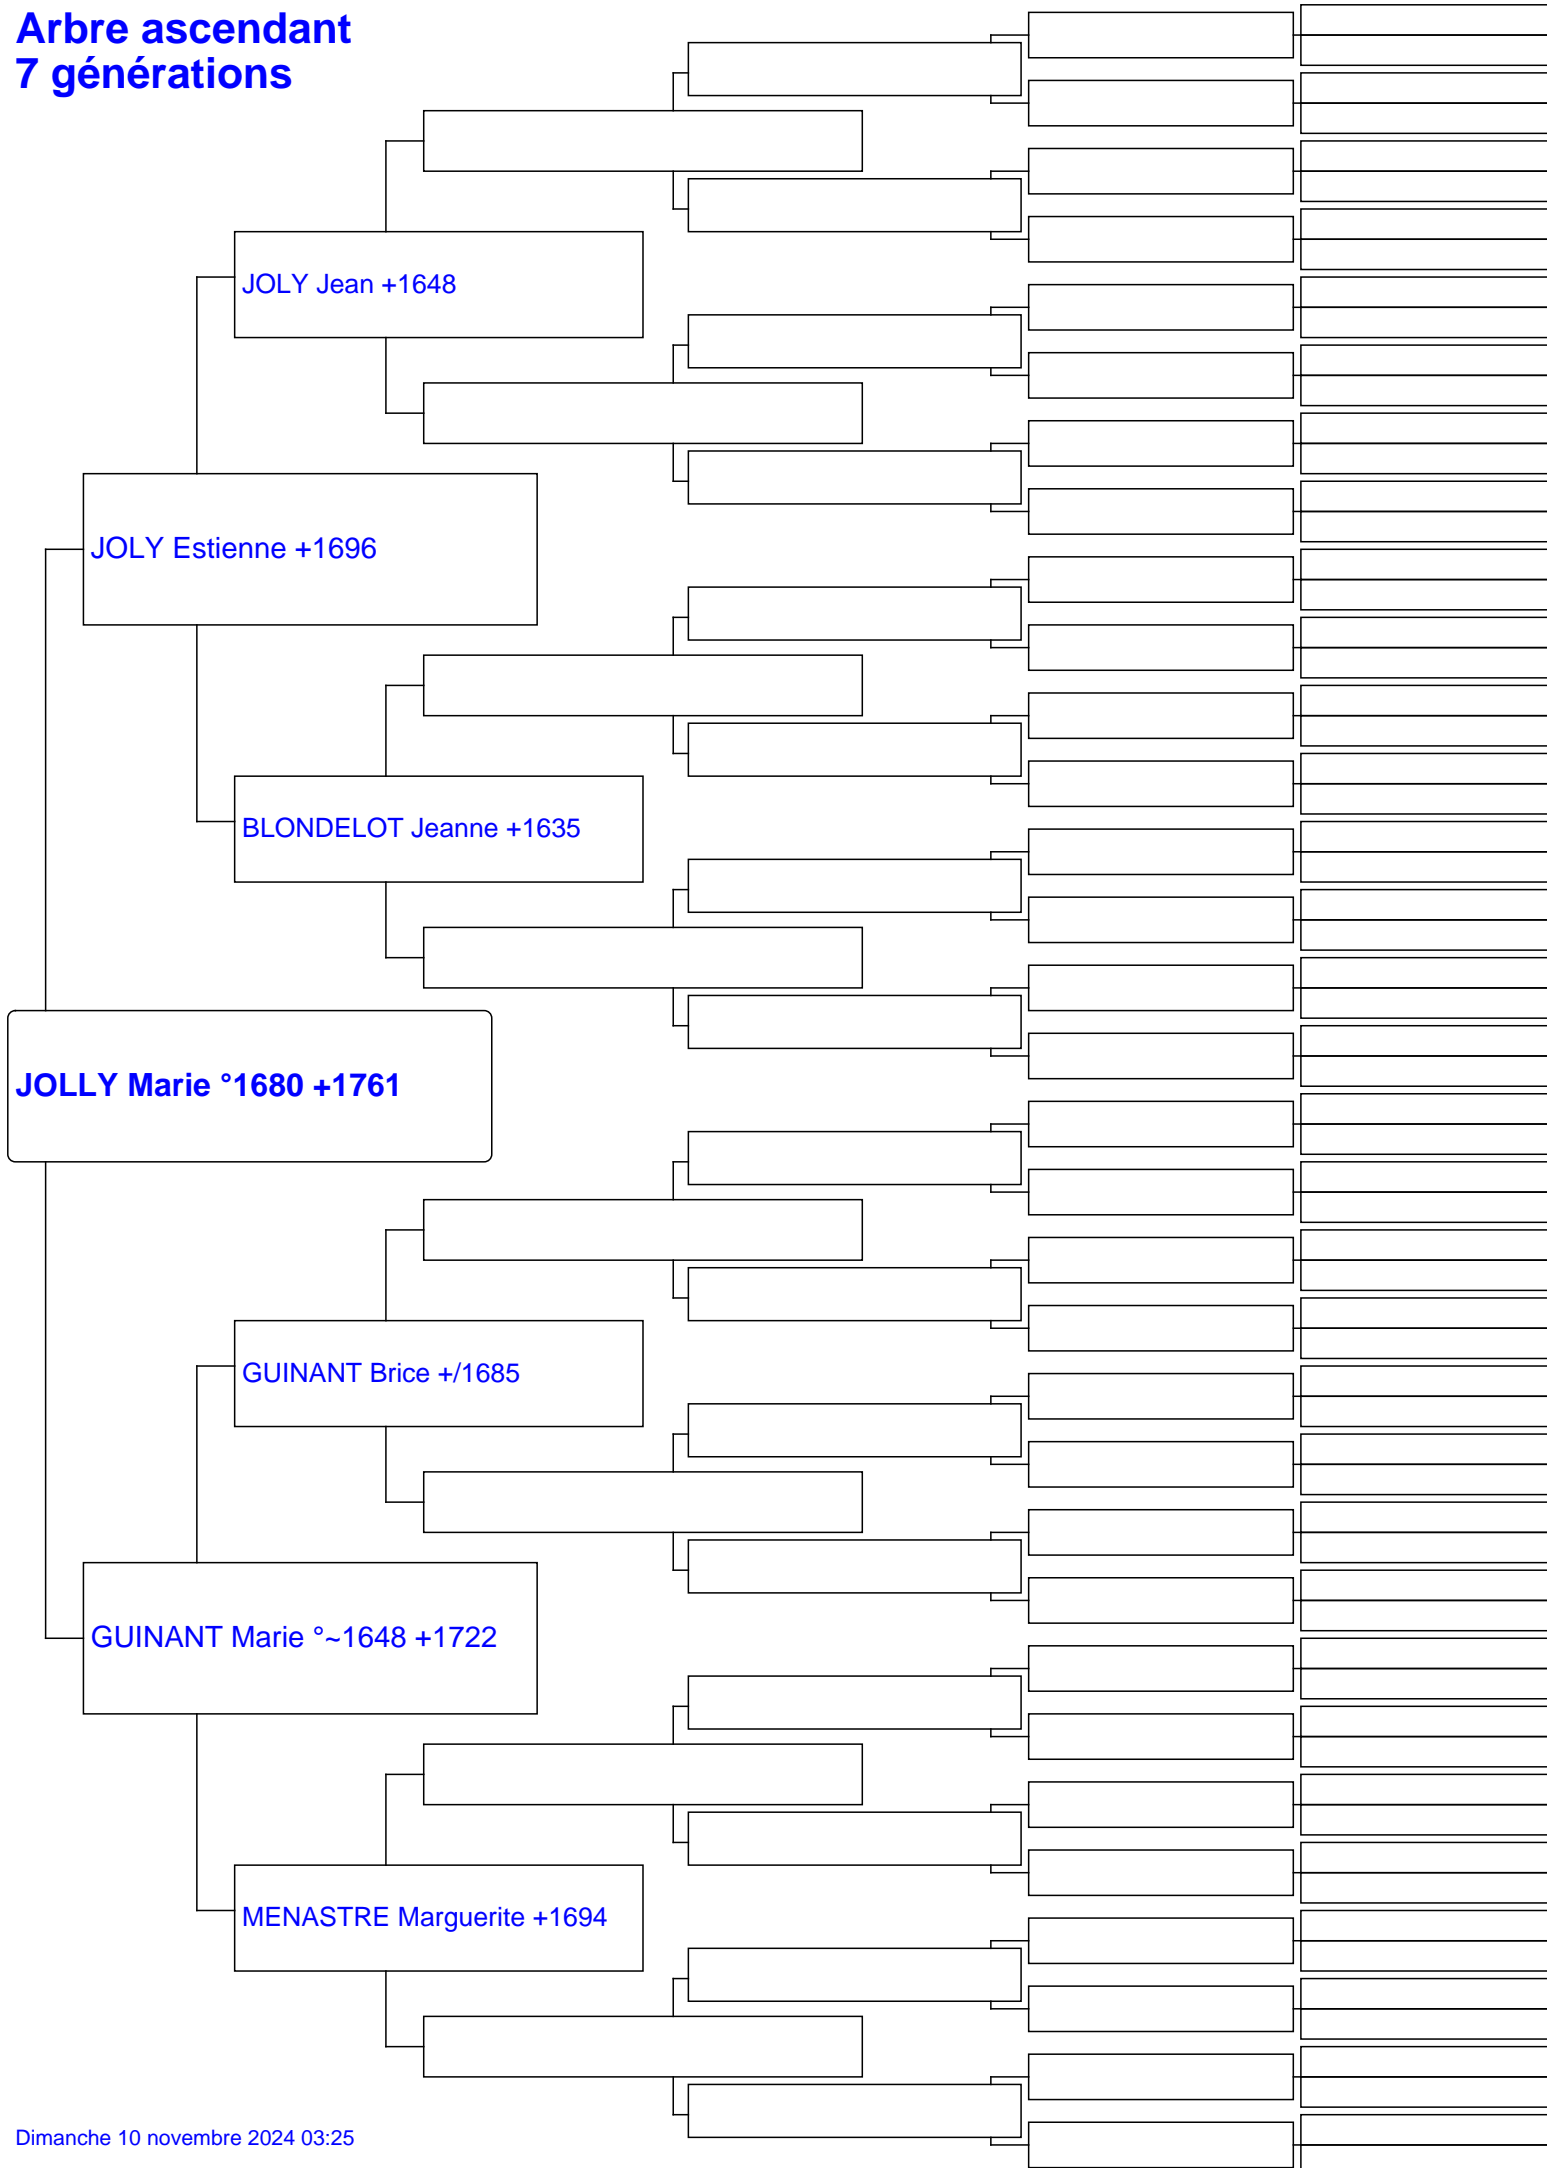 Arbre ascendant
7 générations
JOLY Jean +1648
JOLY Estienne +1696
BLONDELOT Jeanne +1635
JOLLY Marie °1680 +1761
GUINANT Brice +/1685
GUINANT Marie °~1648 +1722
MENASTRE Marguerite +1694
Dimanche 10 novembre 2024 03:25